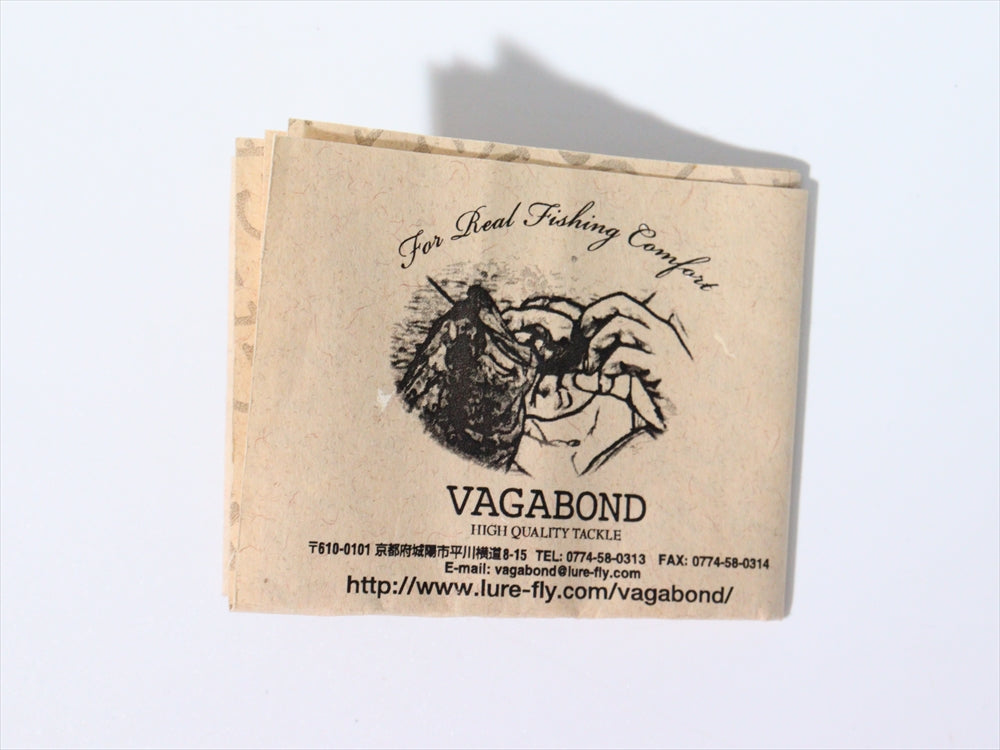 For Real Fishing Comfort
VAGABOND
HIGH QUALITY TACKLE
〒610-0101 京都府城陽市平川横道8-15 TEL: 0774-58-0313 FAX: 0774-58-0314
E-mail: vagabond@lure-fly.com
http://www.lure-fly.com/vagabond/